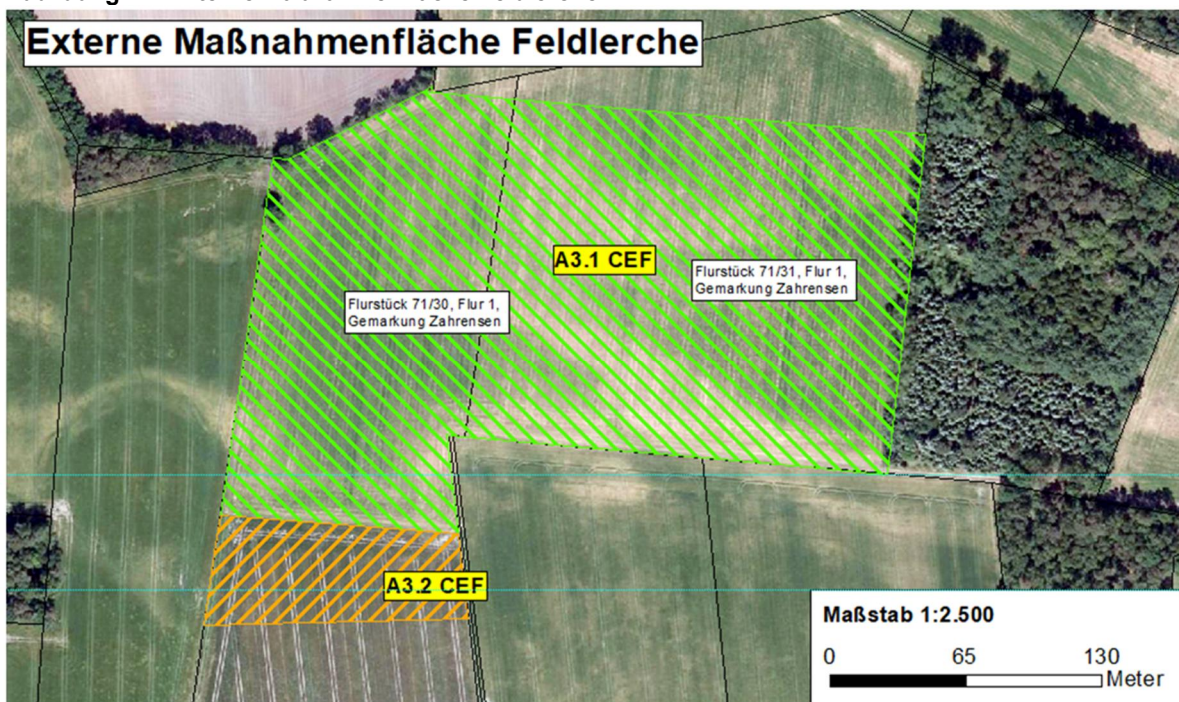 Externe Maßnahmenfläche Feldlerche
A3.1 CEF
Flurstück 71/31, Flur 1,
Gemarkung Zahrensen
Flurstück 71/30, Flur 1,
Gemarkung Zahrensen
A3.2 CEF
Maßstab 1:2.500
0 65 130
Meter